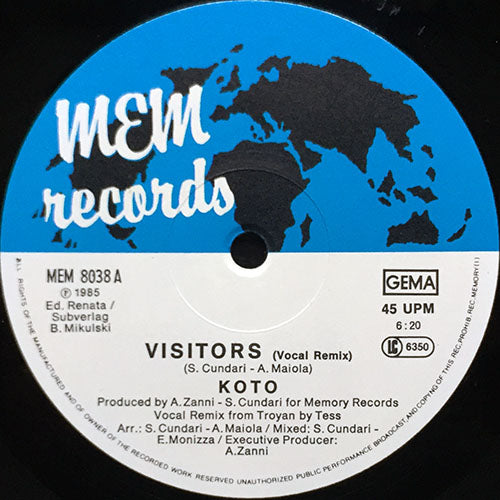 MEM
records
MEM 8038 A
℗ 1985
Ed. Renata /
Subverlag
B. Mikulski
GEMA
45 UPM
6:20
LC 6350
VISITORS (Vocal Remix)
(S. Cundari - A. Maiola)
KOTO
Produced by A. Zanni - S. Cundari for Memory Records
Vocal Remix from Troyan by Tess
Arr.: S. Cundari - A. Maiola / Mixed: S. Cundari -
E. Monizza / Executive Producer:
A. Zanni
ALL RIGHTS OF THE MANUFACTURER AND OF OWNER OF THE RECORDED WORK RESERVED UNAUTHORIZED PUBLIC PERFORMANCE BROADCAST, AND COPYNG OF THIS REC. PROHIB. REC. MEMORY (I)